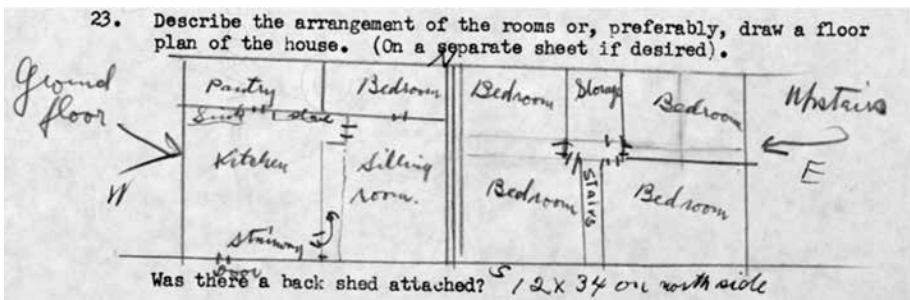 23. Describe the arrangement of the rooms or, preferably, draw a floor
plan of the house. (On a separate sheet if desired).
N
Ground
floor
Pantry
Bedroom
Bedroom
Storage
Bedroom
Upstairs
Sink
Kitchen
Sitting
room.
W
E
Bedroom
Stairs
Bedroom
Stairway
Door
S
Was there a back shed attached? 12 x 34 on north side